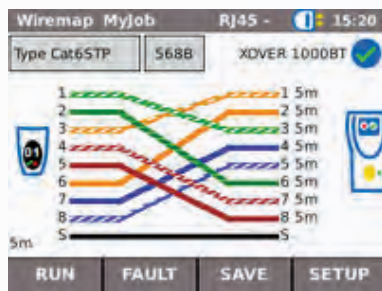 Wiremap MyJob RJ45 - 15:20
Type Cat6STP 568B XOVER 1000BT
1 1 5m
2 2 5m
3 3 5m
4 4 5m
5 5 5m
6 6 5m
7 7 5m
8 8 5m
S S
01
5m
RUN FAULT SAVE SETUP